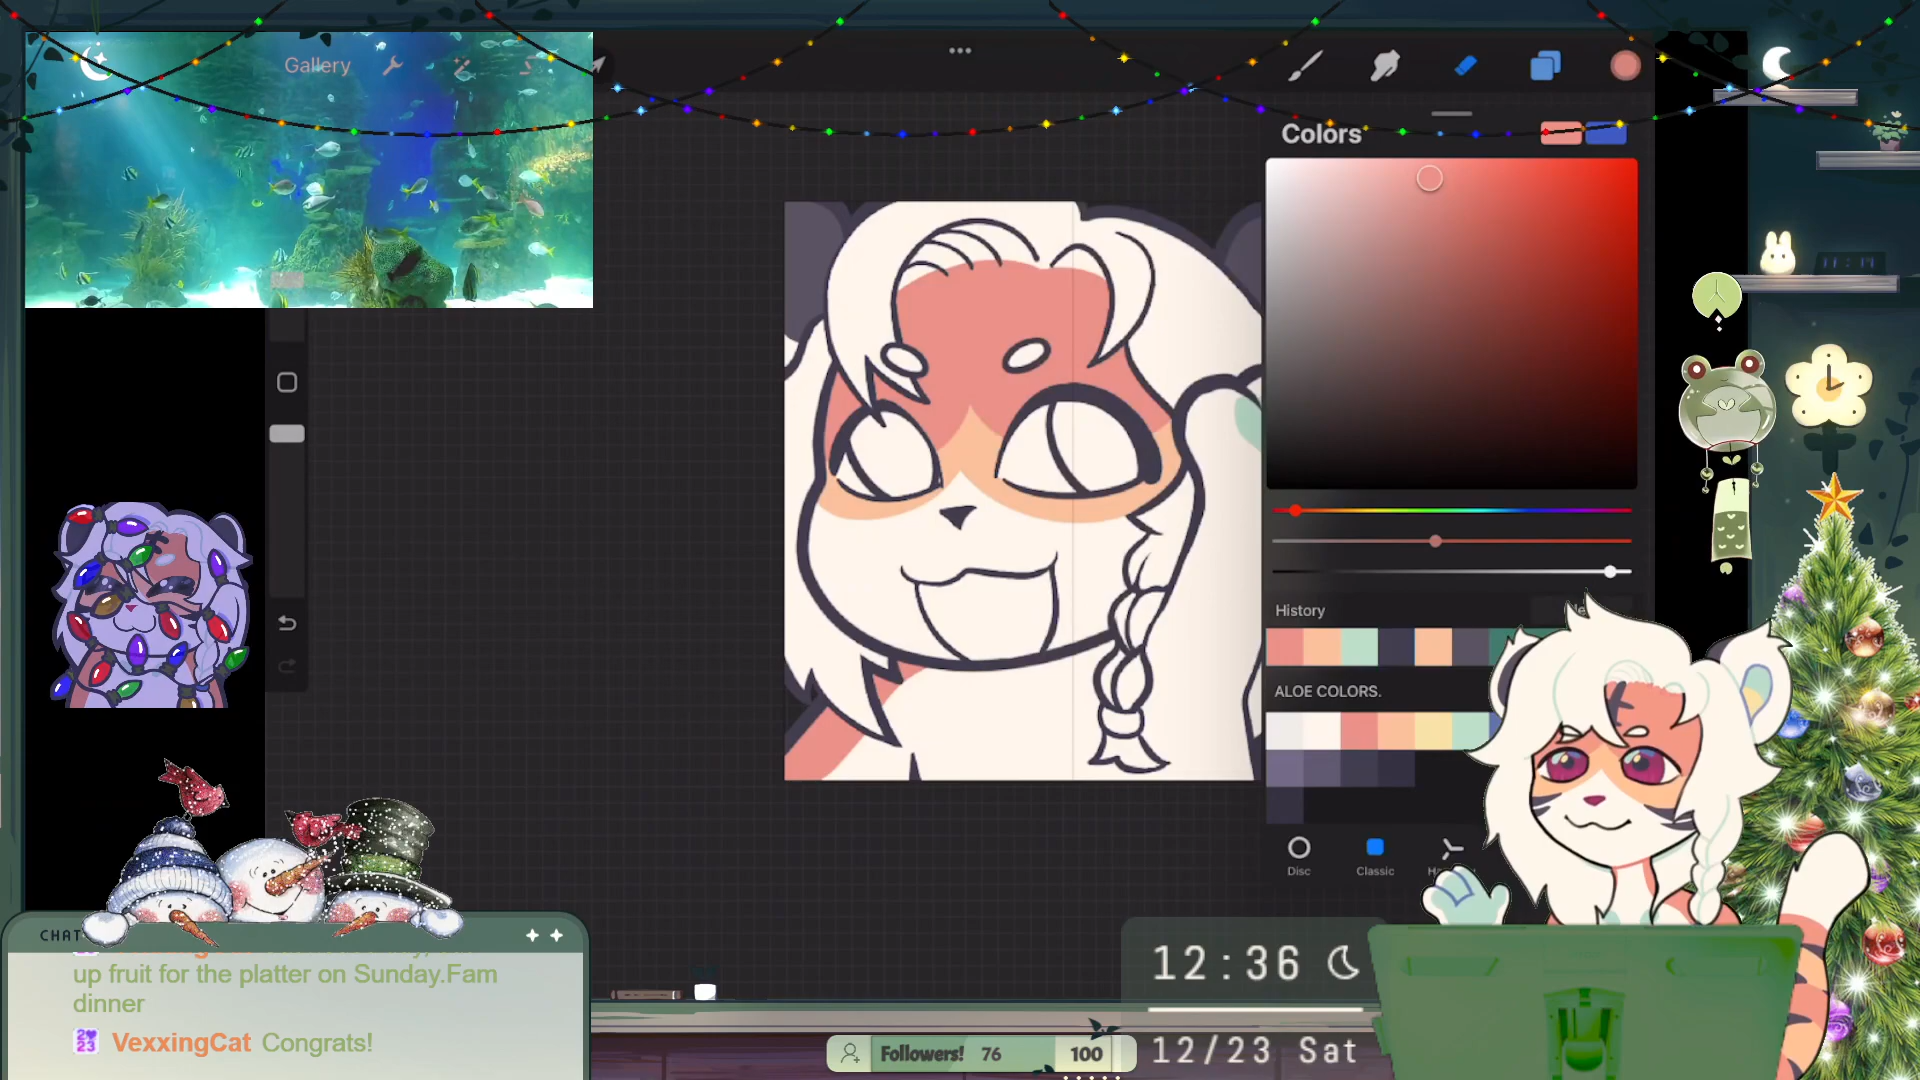 Gallery
Colors
History
ALOE COLORS.
Disc
Classic
CHAT
up fruit for the platter on Sunday.Fam
dinner
VexxingCat Congrats!
Followers! 76 100
12:36
12/23 Sat